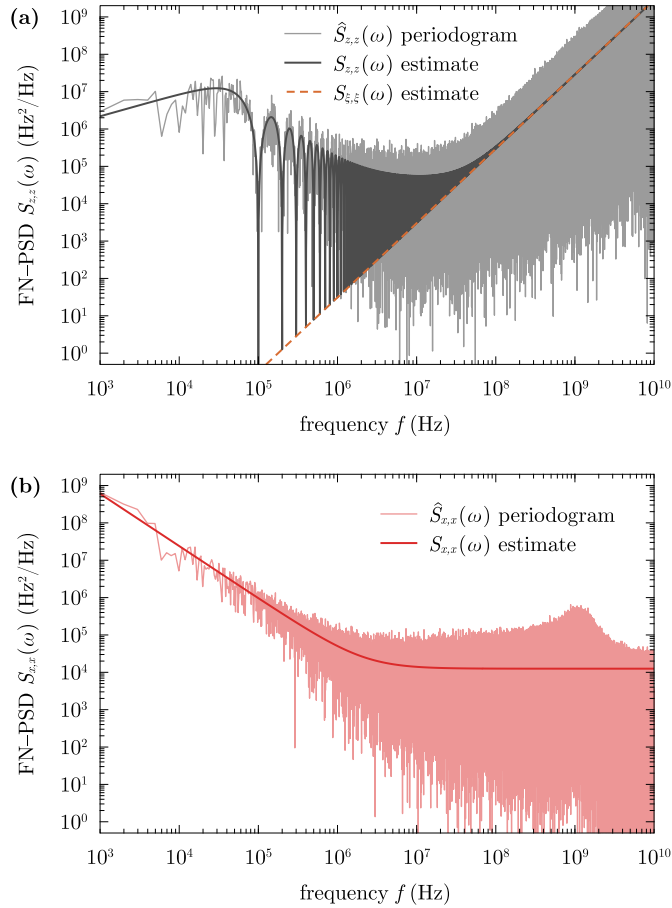 (a)
Ŝz,z(ω) periodogram
Sz,z(ω) estimate
Sξ,ξ(ω) estimate
FN–PSD Sz,z(ω) (Hz²/Hz)
10⁹
10⁸
10⁷
10⁶
10⁵
10⁴
10³
10²
10¹
10⁰
10³ 10⁴ 10⁵ 10⁶ 10⁷ 10⁸ 10⁹ 10¹⁰
frequency f (Hz)
(b)
Ŝx,x(ω) periodogram
Sx,x(ω) estimate
FN–PSD Sx,x(ω) (Hz²/Hz)
10⁹
10⁸
10⁷
10⁶
10⁵
10⁴
10³
10²
10¹
10⁰
10³ 10⁴ 10⁵ 10⁶ 10⁷ 10⁸ 10⁹ 10¹⁰
frequency f (Hz)